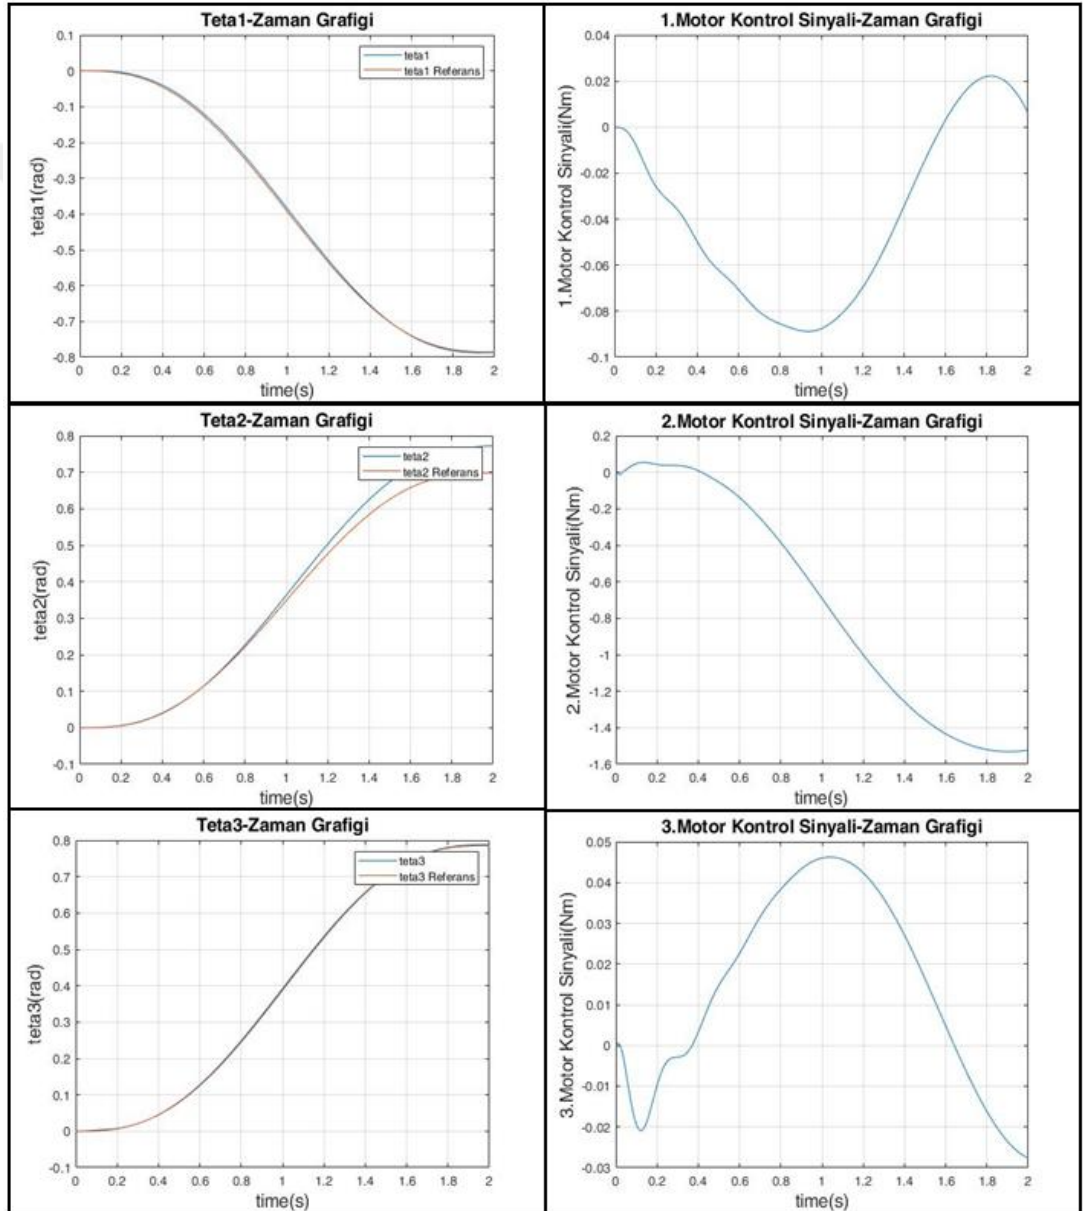 Teta1-Zaman Grafigi
0.1
0
-0.1
-0.2
-0.3
-0.4
-0.5
-0.6
-0.7
-0.8
teta1(rad)
teta1
teta1 Referans
0 0.2 0.4 0.6 0.8 1 1.2 1.4 1.6 1.8 2
time(s)
1.Motor Kontrol Sinyali-Zaman Grafigi
0.04
0.02
0
-0.02
-0.04
-0.06
-0.08
-0.1
1.Motor Kontrol Sinyali(Nm)
0 0.2 0.4 0.6 0.8 1 1.2 1.4 1.6 1.8 2
time(s)
Teta2-Zaman Grafigi
0.8
0.7
0.6
0.5
0.4
0.3
0.2
0.1
0
-0.1
teta2(rad)
teta2
teta2 Referans
0 0.2 0.4 0.6 0.8 1 1.2 1.4 1.6 1.8 2
time(s)
2.Motor Kontrol Sinyali-Zaman Grafigi
0.2
0
-0.2
-0.4
-0.6
-0.8
-1
-1.2
-1.4
-1.6
2.Motor Kontrol Sinyali(Nm)
0 0.2 0.4 0.6 0.8 1 1.2 1.4 1.6 1.8 2
time(s)
Teta3-Zaman Grafigi
0.8
0.7
0.6
0.5
0.4
0.3
0.2
0.1
0
-0.1
teta3(rad)
teta3
teta3 Referans
0 0.2 0.4 0.6 0.8 1 1.2 1.4 1.6 1.8 2
time(s)
3.Motor Kontrol Sinyali-Zaman Grafigi
0.05
0.04
0.03
0.02
0.01
0
-0.01
-0.02
-0.03
3.Motor Kontrol Sinyali(Nm)
0 0.2 0.4 0.6 0.8 1 1.2 1.4 1.6 1.8 2
time(s)